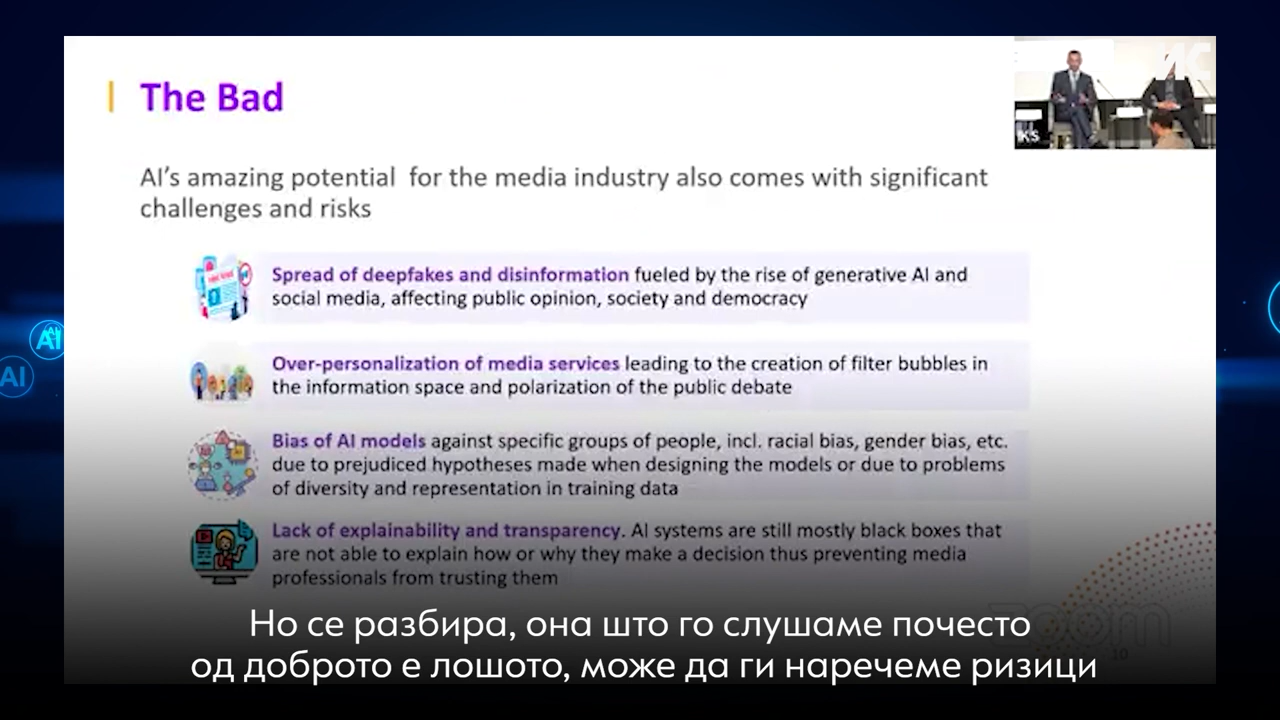 The Bad
ИС
KS
AI's amazing potential for the media industry also comes with significant
challenges and risks
Spread of deepfakes and disinformation fueled by the rise of generative AI and
social media, affecting public opinion, society and democracy
Over-personalization of media services leading to the creation of filter bubbles in
the information space and polarization of the public debate
Bias of AI models against specific groups of people, incl. racial bias, gender bias, etc.
due to prejudiced hypotheses made when designing the models or due to problems
of diversity and representation in training data
Lack of explainability and transparency. AI systems are still mostly black boxes that
are not able to explain how or why they make a decision thus preventing media
professionals from trusting them
AI
AI
AI
zoom
10
Но се разбира, она што го слушаме почесто
од доброто е лошото, може да ги наречеме ризици